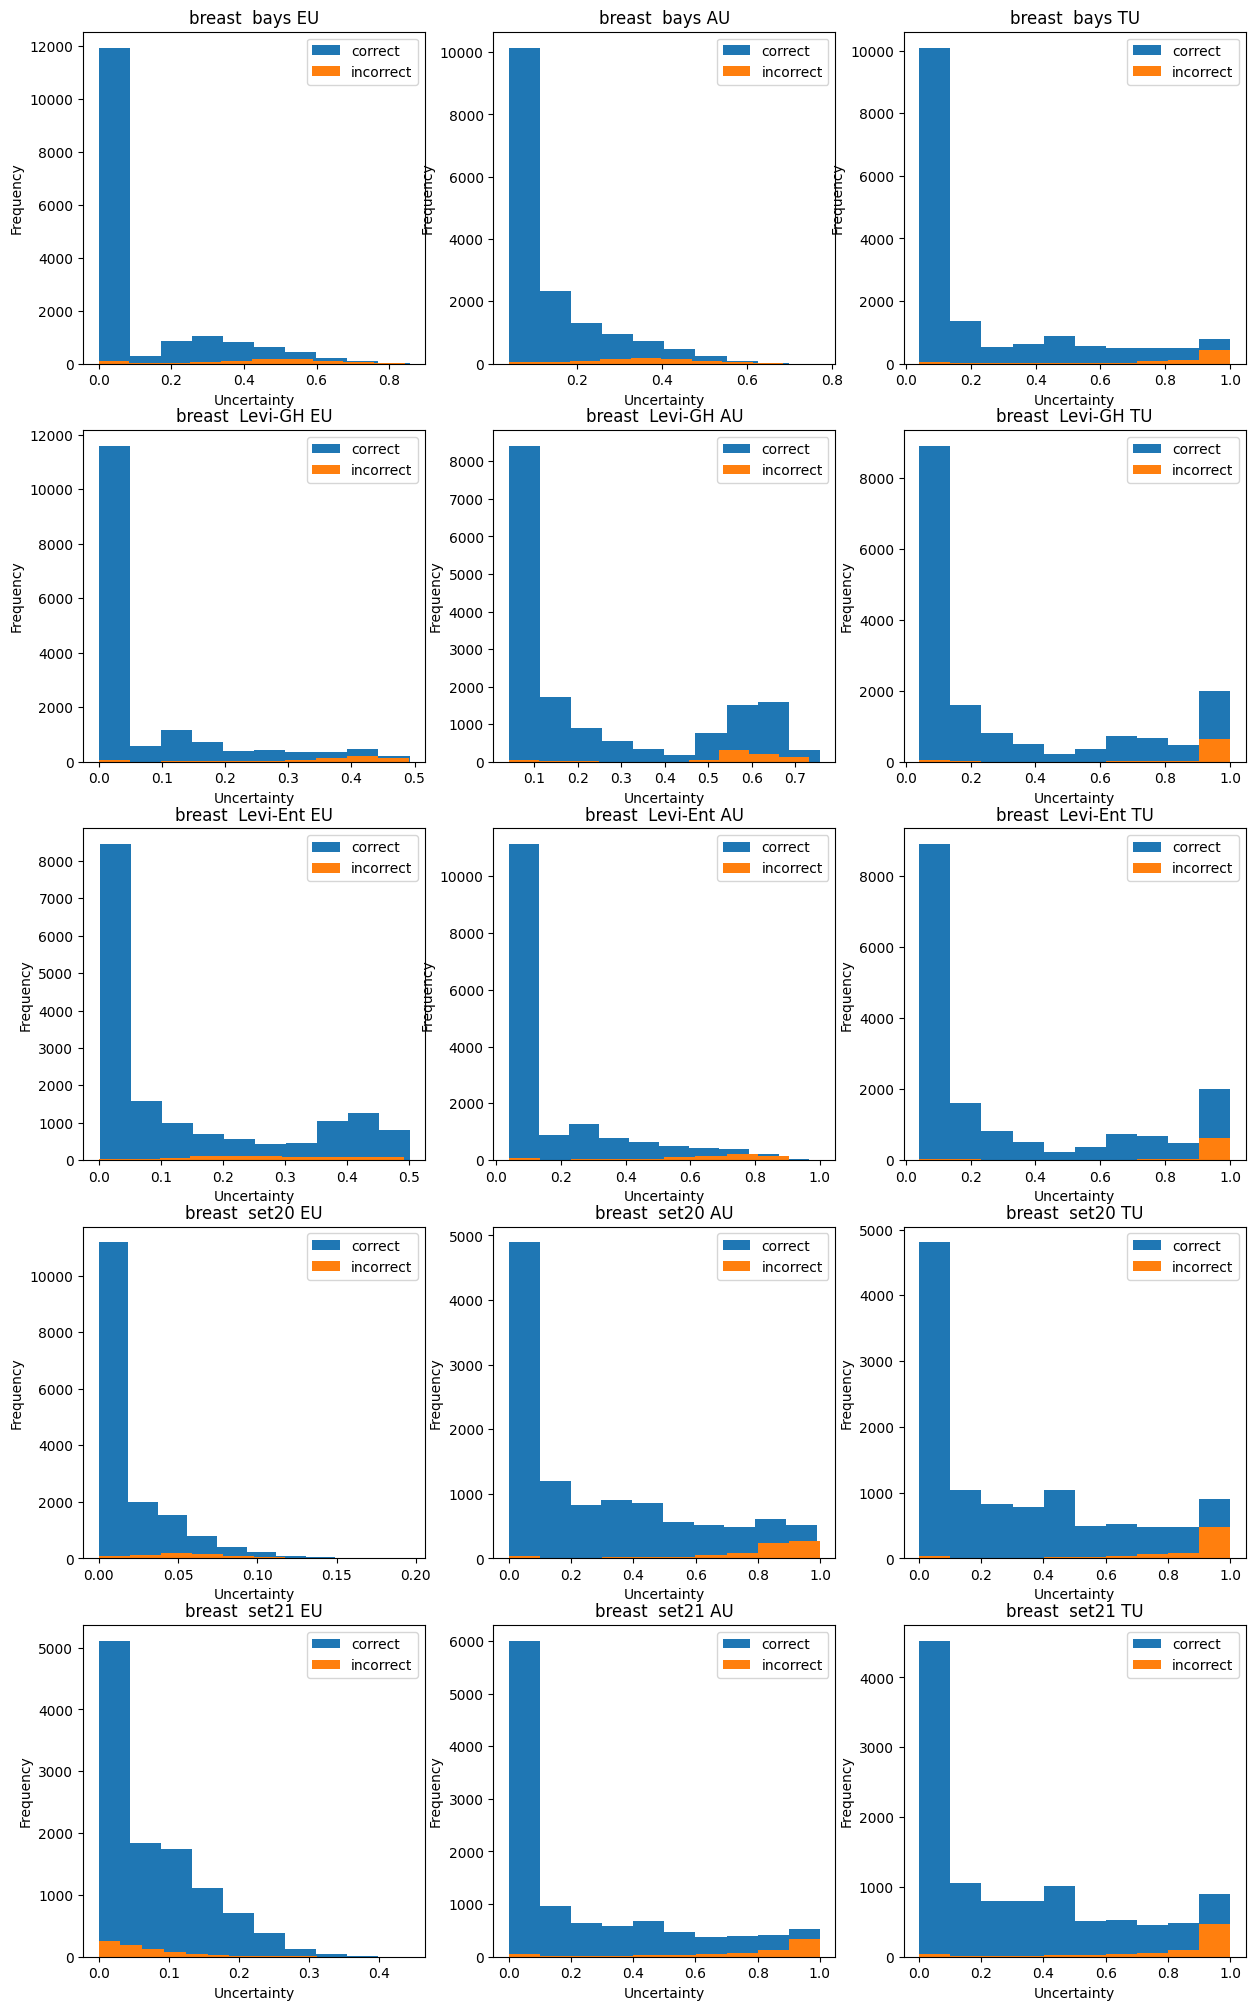 breast  bays EU
12000
10000
8000
6000
4000
2000
0
Frequency
correct
incorrect
0.0 0.2 0.4 0.6 0.8
Uncertainty
breast  bays AU
10000
8000
6000
4000
2000
0
Frequency
correct
incorrect
0.2 0.4 0.6 0.8
Uncertainty
breast  bays TU
10000
8000
6000
4000
2000
0
Frequency
correct
incorrect
0.0 0.2 0.4 0.6 0.8 1.0
Uncertainty
breast  Levi-GH EU
12000
10000
8000
6000
4000
2000
0
Frequency
correct
incorrect
0.0 0.1 0.2 0.3 0.4 0.5
Uncertainty
breast  Levi-GH AU
8000
7000
6000
5000
4000
3000
2000
1000
0
Frequency
correct
incorrect
0.1 0.2 0.3 0.4 0.5 0.6 0.7
Uncertainty
breast  Levi-GH TU
8000
6000
4000
2000
0
Frequency
correct
incorrect
0.0 0.2 0.4 0.6 0.8 1.0
Uncertainty
breast  Levi-Ent EU
8000
7000
6000
5000
4000
3000
2000
1000
0
Frequency
correct
incorrect
0.0 0.1 0.2 0.3 0.4 0.5
Uncertainty
breast  Levi-Ent AU
10000
8000
6000
4000
2000
0
Frequency
correct
incorrect
0.0 0.2 0.4 0.6 0.8 1.0
Uncertainty
breast  Levi-Ent TU
8000
6000
4000
2000
0
Frequency
correct
incorrect
0.0 0.2 0.4 0.6 0.8 1.0
Uncertainty
breast  set20 EU
10000
8000
6000
4000
2000
0
Frequency
correct
incorrect
0.00 0.05 0.10 0.15 0.20
Uncertainty
breast  set20 AU
5000
4000
3000
2000
1000
0
Frequency
correct
incorrect
0.0 0.2 0.4 0.6 0.8 1.0
Uncertainty
breast  set20 TU
5000
4000
3000
2000
1000
0
Frequency
correct
incorrect
0.0 0.2 0.4 0.6 0.8 1.0
Uncertainty
breast  set21 EU
5000
4000
3000
2000
1000
0
Frequency
correct
incorrect
0.0 0.1 0.2 0.3 0.4
Uncertainty
breast  set21 AU
6000
5000
4000
3000
2000
1000
0
Frequency
correct
incorrect
0.0 0.2 0.4 0.6 0.8 1.0
Uncertainty
breast  set21 TU
4000
3000
2000
1000
0
Frequency
correct
incorrect
0.0 0.2 0.4 0.6 0.8 1.0
Uncertainty